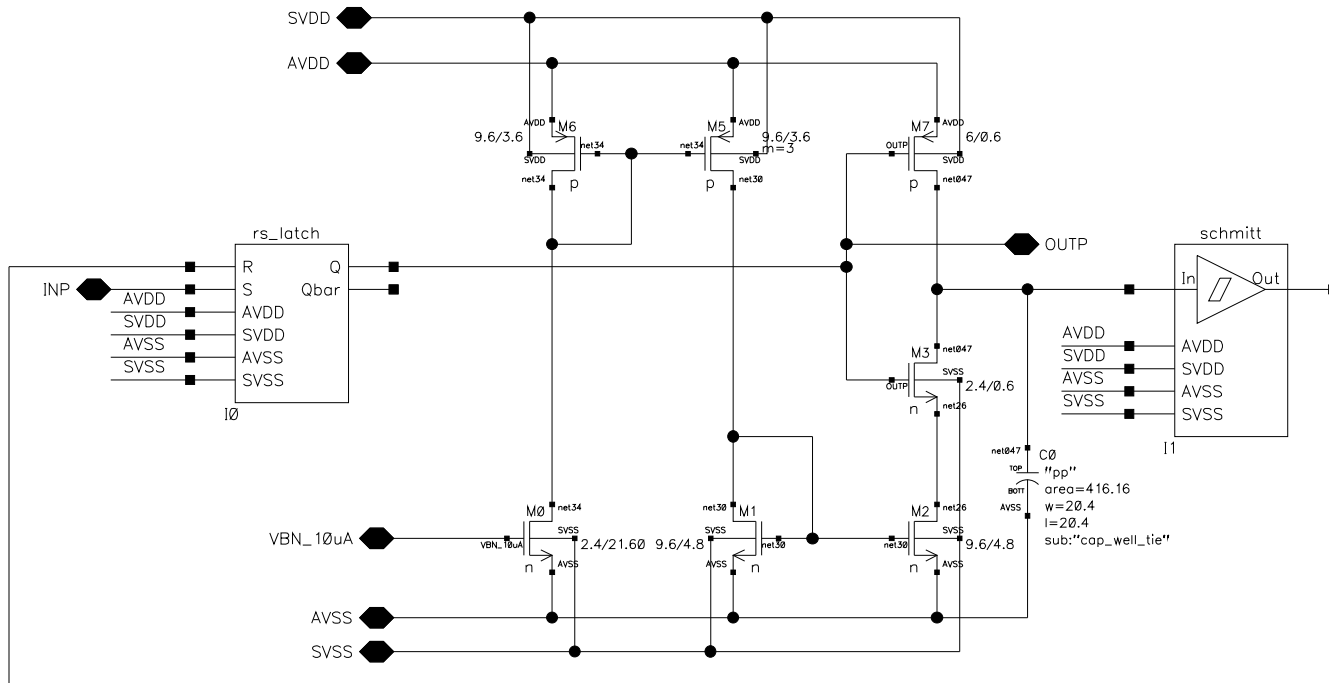 SVDD
AVDD
AVDD
M6
9.6/3.6
net34
SVDD
net34
p
AVDD
M5
9.6/3.6
m=3
net34
SVDD
net30
p
AVDD
M7
6/0.6
OUTP
SVDD
net047
p
rs_latch
R
Q
S
Qbar
AVDD
SVDD
AVSS
SVSS
INP
AVDD
SVDD
AVSS
SVSS
I0
OUTP
schmitt
In
Out
AVDD
SVDD
AVSS
SVSS
AVDD
SVDD
AVSS
SVSS
I1
net047
M3
SVSS
2.4/0.6
OUTP
net26
n
net047
C0
TOP
"pp"
BOTT
area=416.16
AVSS
w=20.4
l=20.4
sub:"cap_well_tie"
VBN_10uA
net34
M0
SVSS
VBN_10uA
2.4/21.60
AVSS
n
net30
M1
SVSS
9.6/4.8
net30
AVSS
n
net26
M2
SVSS
net30
9.6/4.8
AVSS
n
AVSS
SVSS